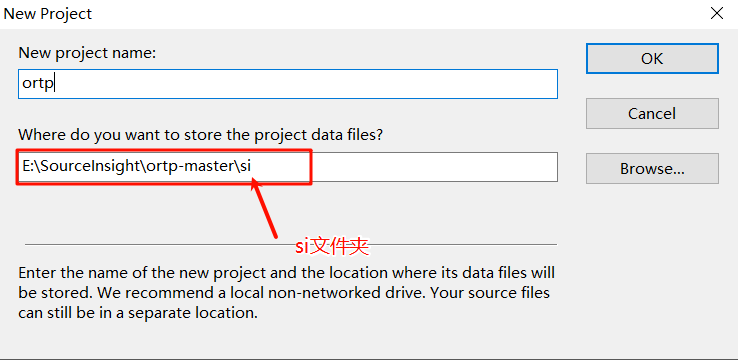 New Project
New project name:
OK
ortp
Cancel
Where do you want to store the project data files?
E:\SourceInsight\ortp-master\si
Browse...
si文件夹
Enter the name of the new project and the location where its data files will
be stored. We recommend a local non-networked drive. Your source files
can still be in a separate location.